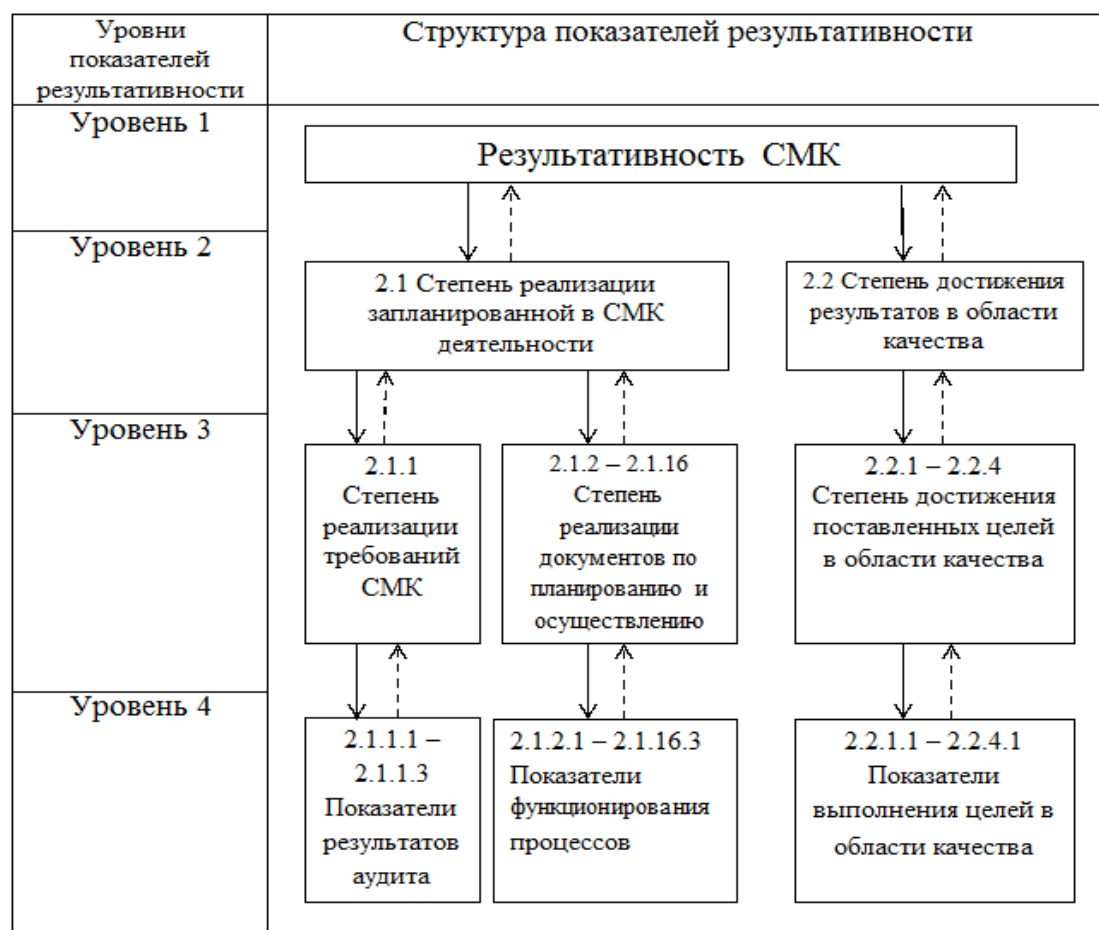 Уровни
показателей
результативности
Структура показателей результативности
Уровень 1
Результативность СМК
Уровень 2
2.1 Степень реализации
запланированной в СМК
деятельности
2.2 Степень достижения
результатов в области
качества
Уровень 3
2.1.1
Степень
реализации
требований
СМК
2.1.2 – 2.1.16
Степень
реализации
документов по
планированию и
осуществлению
2.2.1 – 2.2.4
Степень достижения
поставленных целей
в области качества
Уровень 4
2.1.1.1 –
2.1.1.3
Показатели
результатов
аудита
2.1.2.1 – 2.1.16.3
Показатели
функционирования
процессов
2.2.1.1 – 2.2.4.1
Показатели
выполнения целей в
области качества